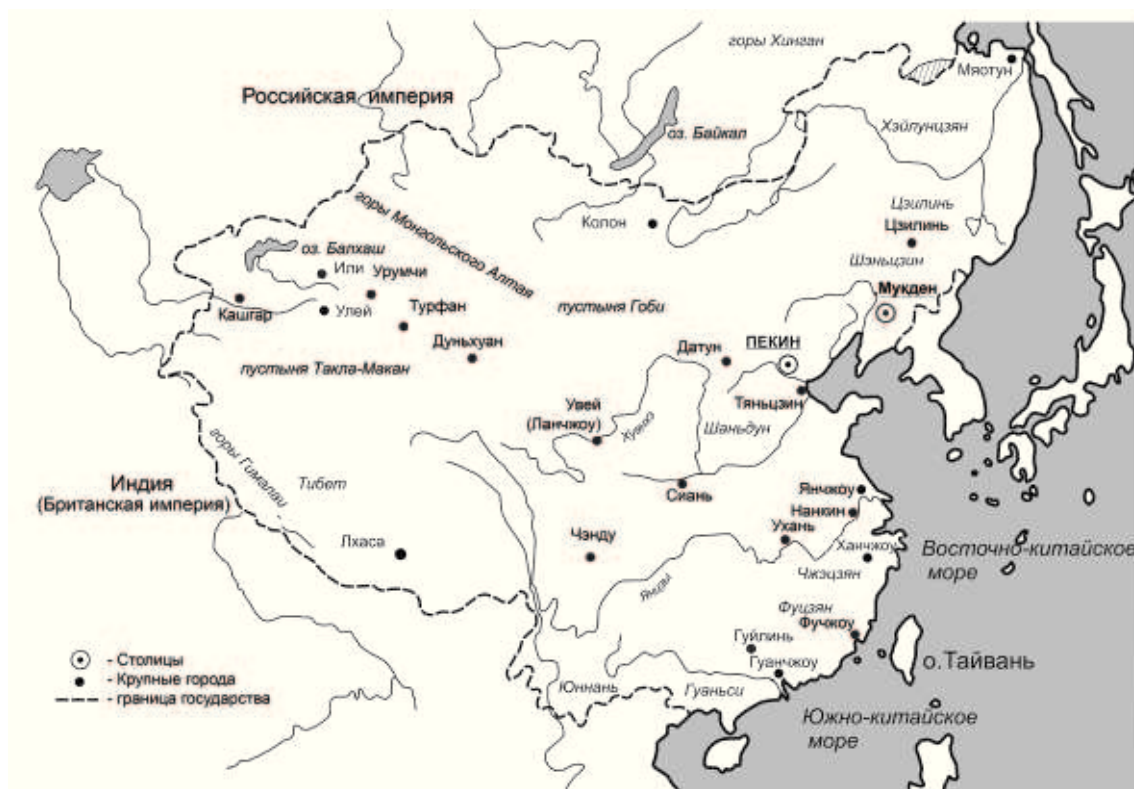 горы Хинган
Мяотун
Российская империя
Хэйлунцзян
оз. Байкал
горы Монгольского Алтая
Колон
Цзилинь
Цзилинь
оз. Балхаш
Шэньцзин
Или
Урумчи
Мукден
Кашгар
Улей
Турфан
пустыня Гоби
Дуньхуан
Датун
ПЕКИН
пустыня Такла-Макан
Тяньцзин
Увей
(Ланчжоу)
Хуанхэ
Шаньдун
горы Гималаи
Тибет
Индия
(Британская империя)
Сиань
Янчжоу
Нанкин
Ухань
Чэнду
Лхаса
Ханчжоу
Восточно-китайское
море
Чжэцзян
Янцзы
Фуцзян
Фучжоу
Гуйлинь
- Столицы
о.Тайвань
Гуанчжоу
- Крупные города
Юннань
Гуаньси
- граница государства
Южно-китайское
море